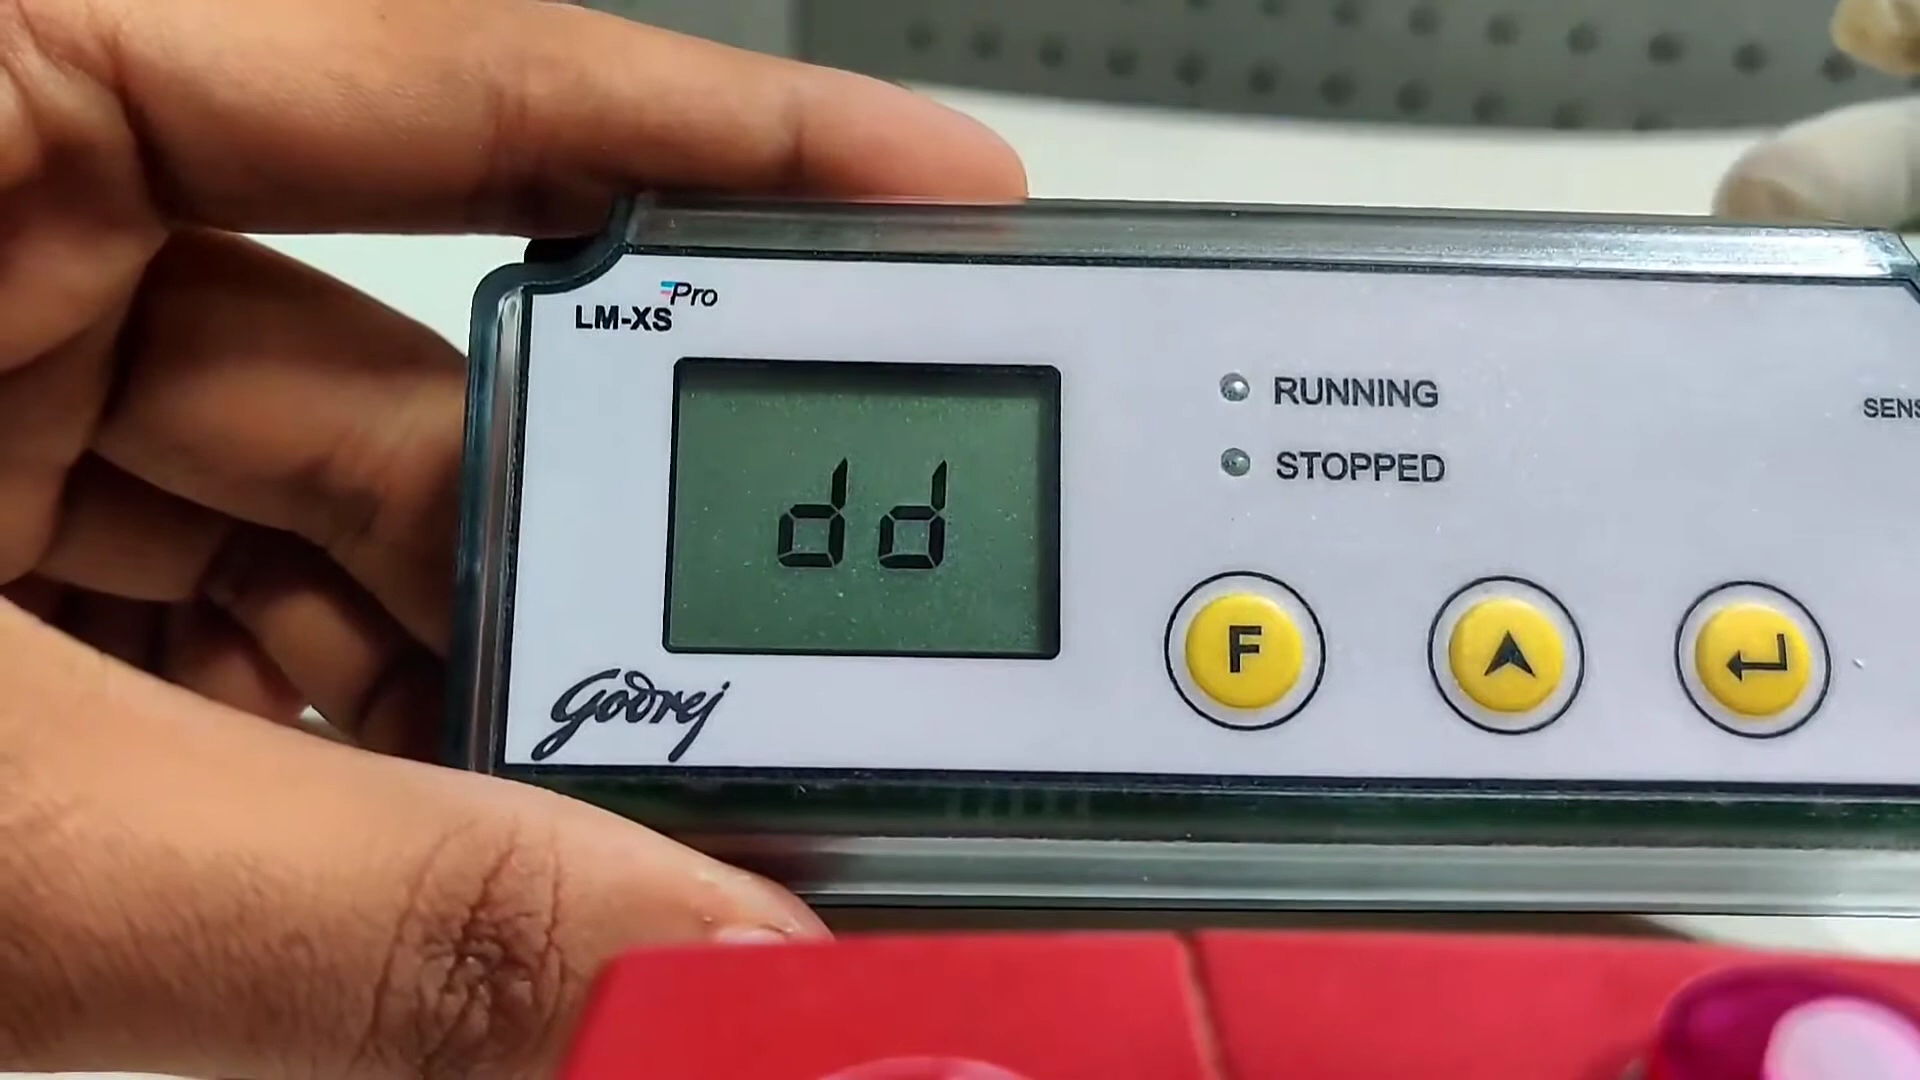 LM-XS Pro
dd
RUNNING
STOPPED
F
Godrej